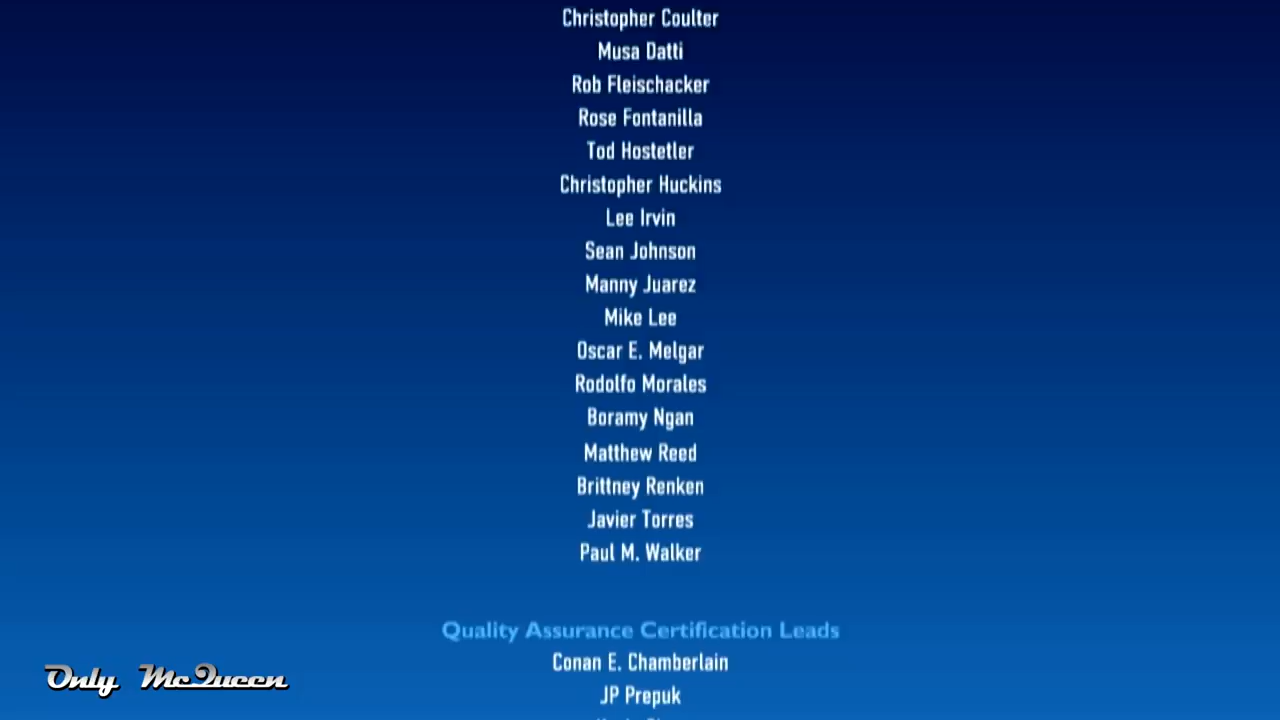 Christopher Coulter
Musa Datti
Rob Fleischacker
Rose Fontanilla
Tod Hostetler
Christopher Huckins
Lee Irvin
Sean Johnson
Manny Juarez
Mike Lee
Oscar E. Melgar
Rodolfo Morales
Boramy Ngan
Matthew Reed
Brittney Renken
Javier Torres
Paul M. Walker
Quality Assurance Certification Leads
Conan E. Chamberlain
JP Prepuk
Only McQueen